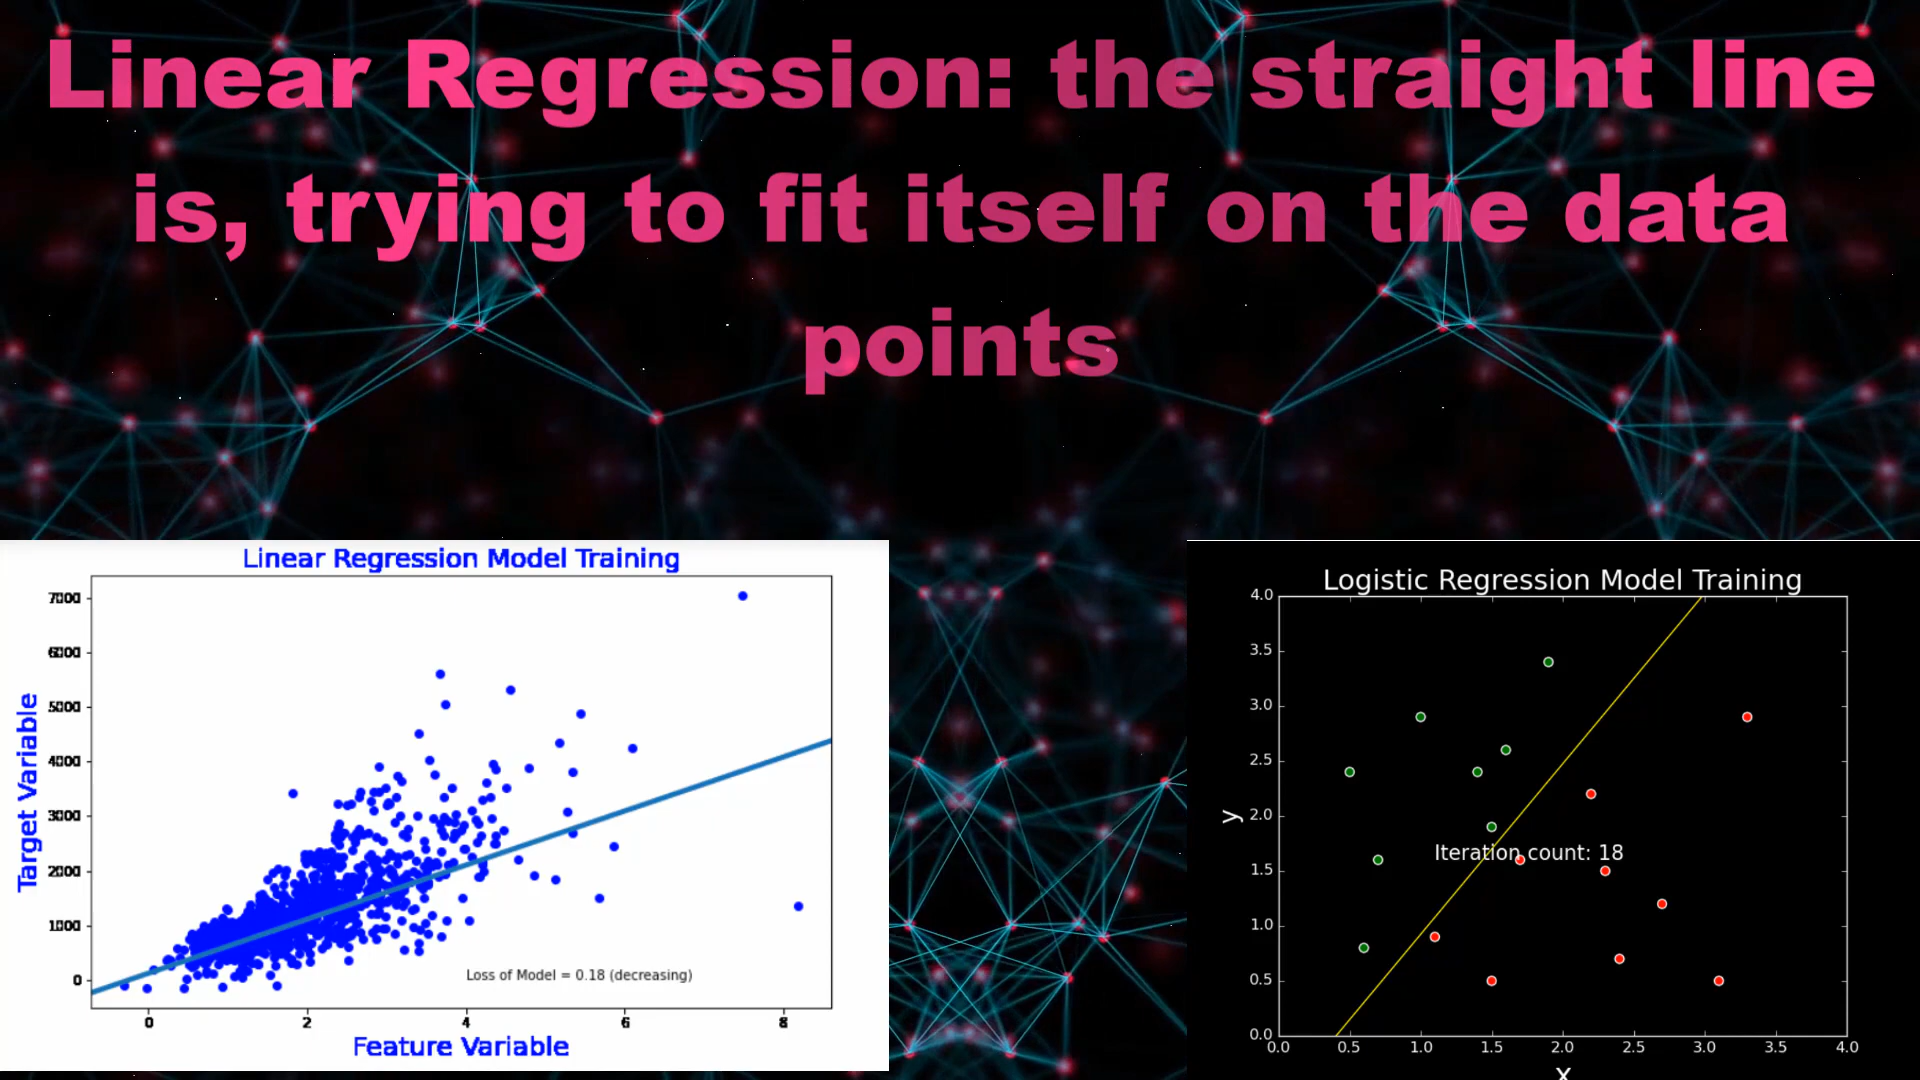 Linear Regression: the straight line
is, trying to fit itself on the data
points
Linear Regression Model Training
Target Variable
7000
6000
5000
4000
3000
2000
1000
0
Loss of Model = 0.18 (decreasing)
0 2 4 6 8
Feature Variable
Logistic Regression Model Training
y
4.0
3.5
3.0
2.5
2.0
1.5
1.0
0.5
0.0
Iteration count: 18
0.0 0.5 1.0 1.5 2.0 2.5 3.0 3.5 4.0
x